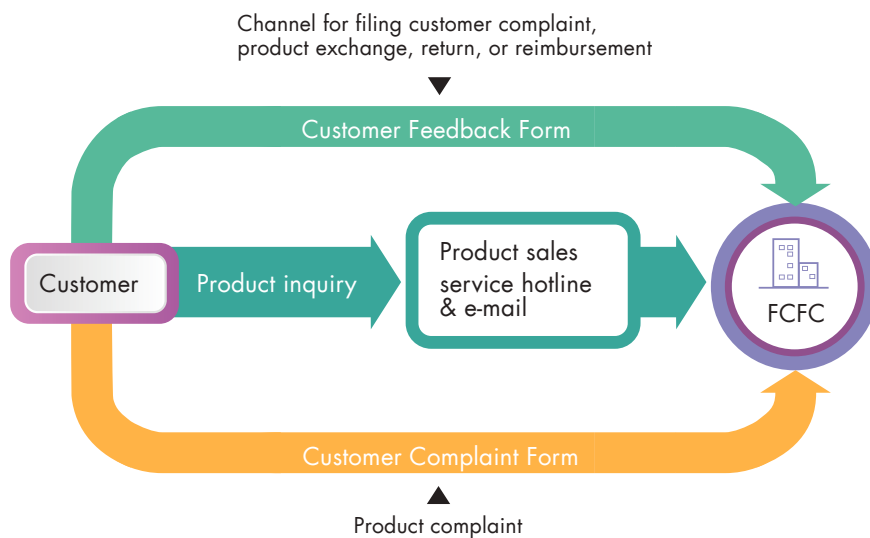 Channel for filing customer complaint,
product exchange, return, or reimbursement
Customer Feedback Form
Customer
Product inquiry
Product sales
service hotline
& e-mail
FCFC
Customer Complaint Form
Product complaint